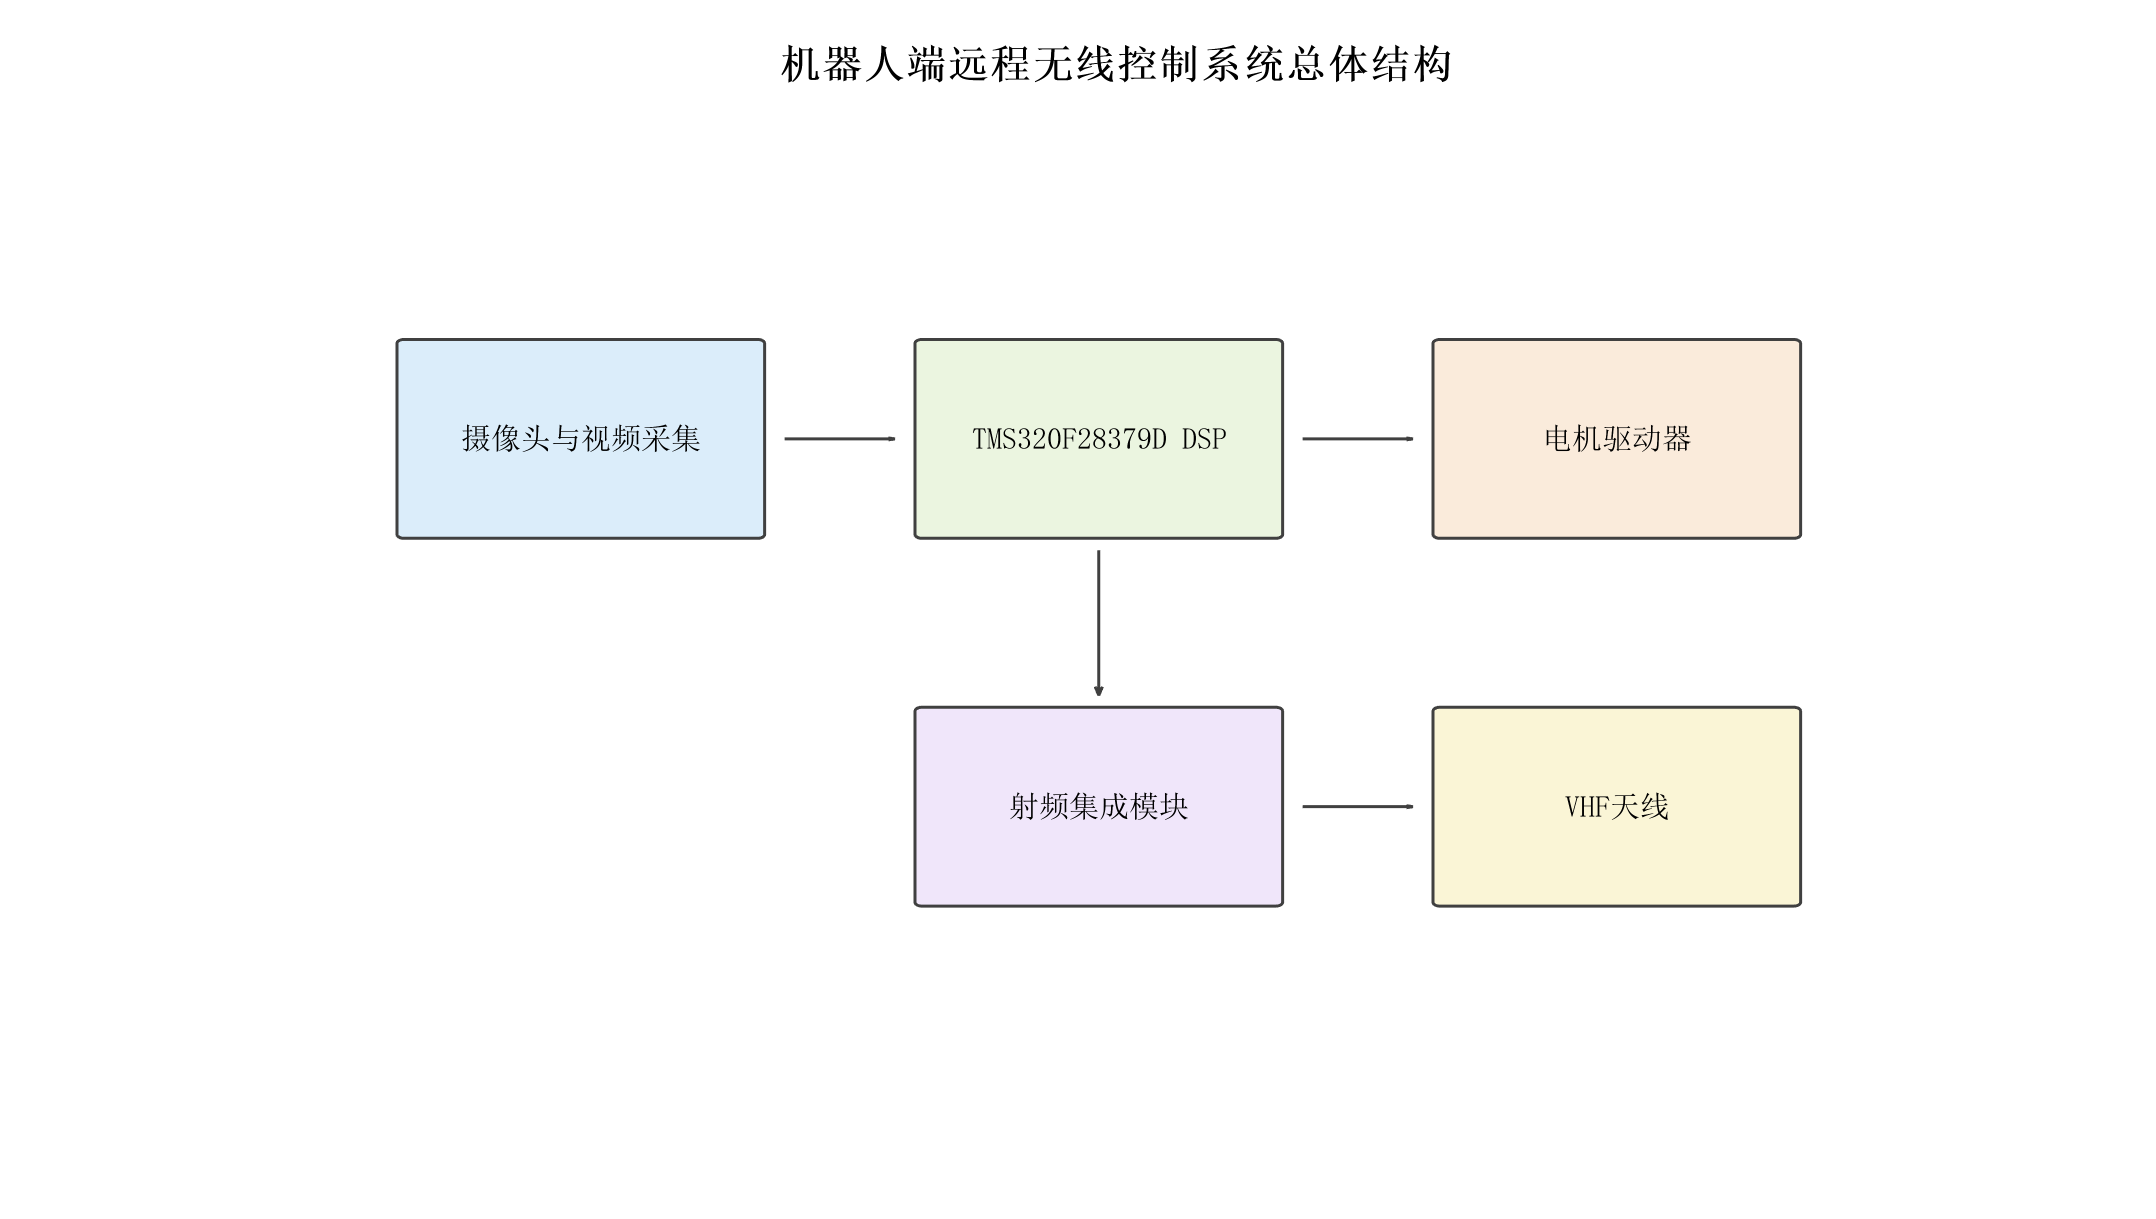 机器人端远程无线控制系统总体结构
摄像头与视频采集
TMS320F28379D DSP
电机驱动器
射频集成模块
VHF天线